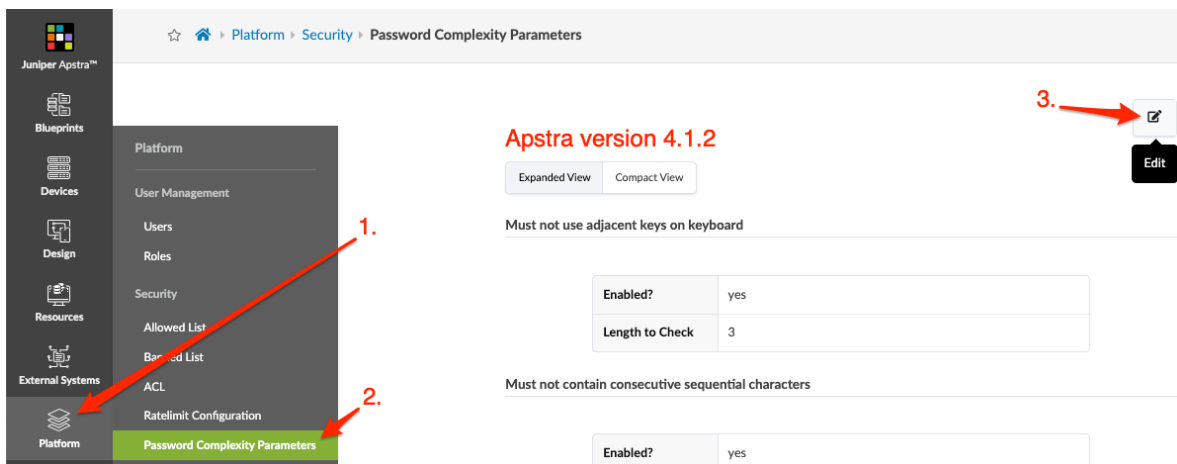 Juniper Apstra™
Blueprints
Devices
Design
Resources
External Systems
Platform
Platform
User Management
Users
Roles
Security
Allowed List
Banned List
ACL
Ratelimit Configuration
Password Complexity Parameters
1.
2.
Platform Security Password Complexity Parameters
3.
Edit
Apstra version 4.1.2
Expanded View Compact View
Must not use adjacent keys on keyboard
Enabled? yes
Length to Check 3
Must not contain consecutive sequential characters
Enabled? yes